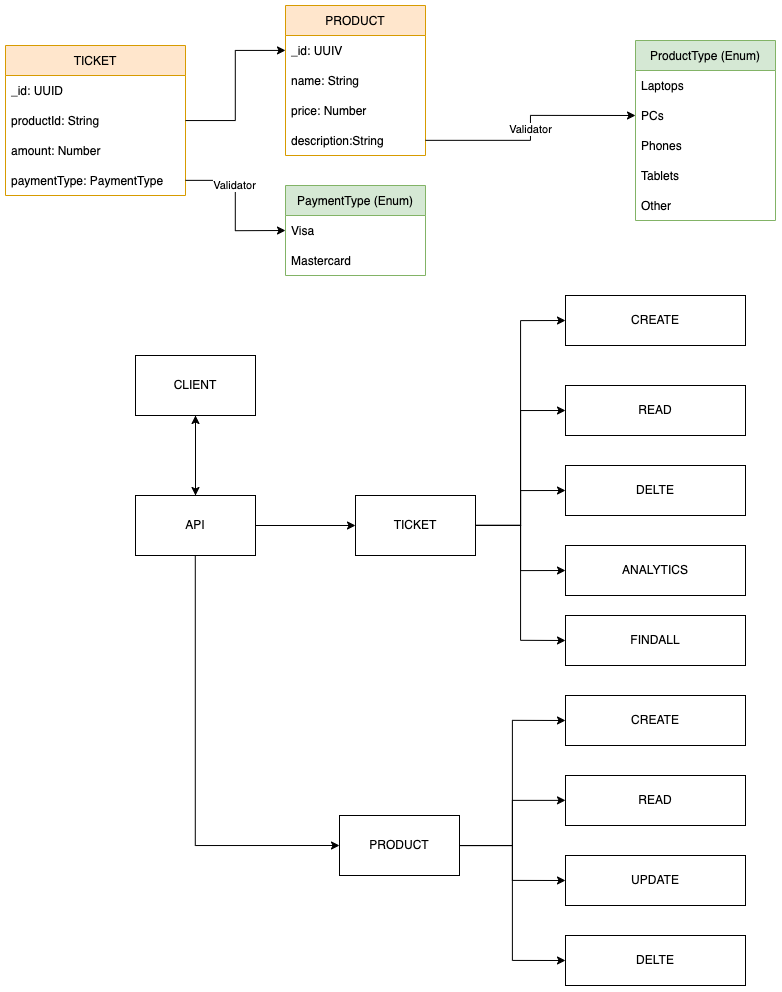 TICKET
_id: UUID
productId: String
amount: Number
paymentType: PaymentType
PRODUCT
_id: UUIV
name: String
price: Number
description:String
Validator
Validator
ProductType (Enum)
Laptops
PCs
Phones
Tablets
Other
PaymentType (Enum)
Visa
Mastercard
CLIENT
API
TICKET
CREATE
READ
DELTE
ANALYTICS
FINDALL
PRODUCT
CREATE
READ
UPDATE
DELTE